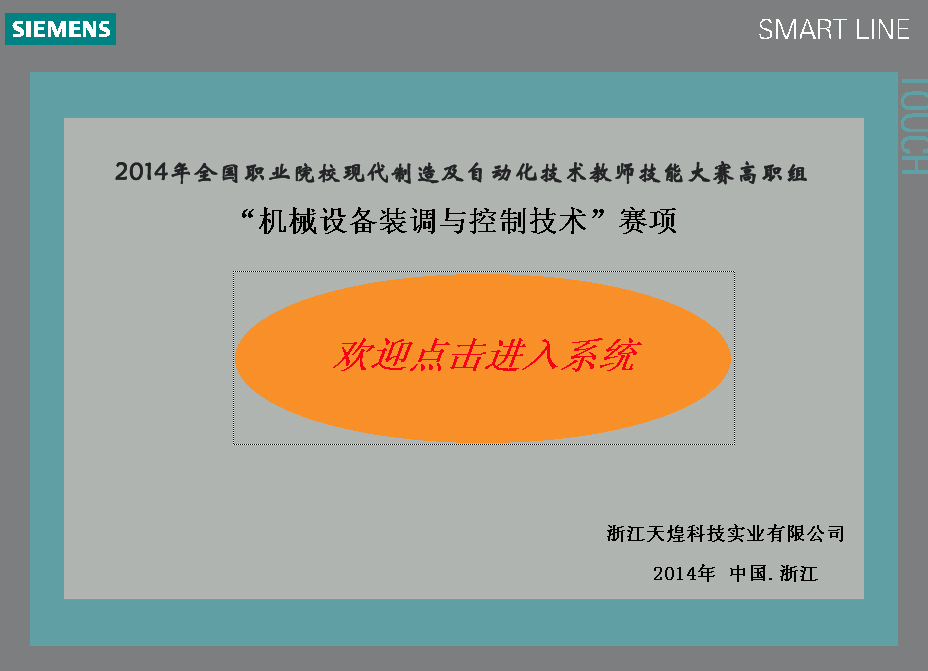 SIEMENS
SMART LINE
TOUCH
2014年全国职业院校现代制造及自动化技术教师技能大赛高职组
“机械设备装调与控制技术”赛项
欢迎点击进入系统
浙江天煌科技实业有限公司
2014年 中国.浙江